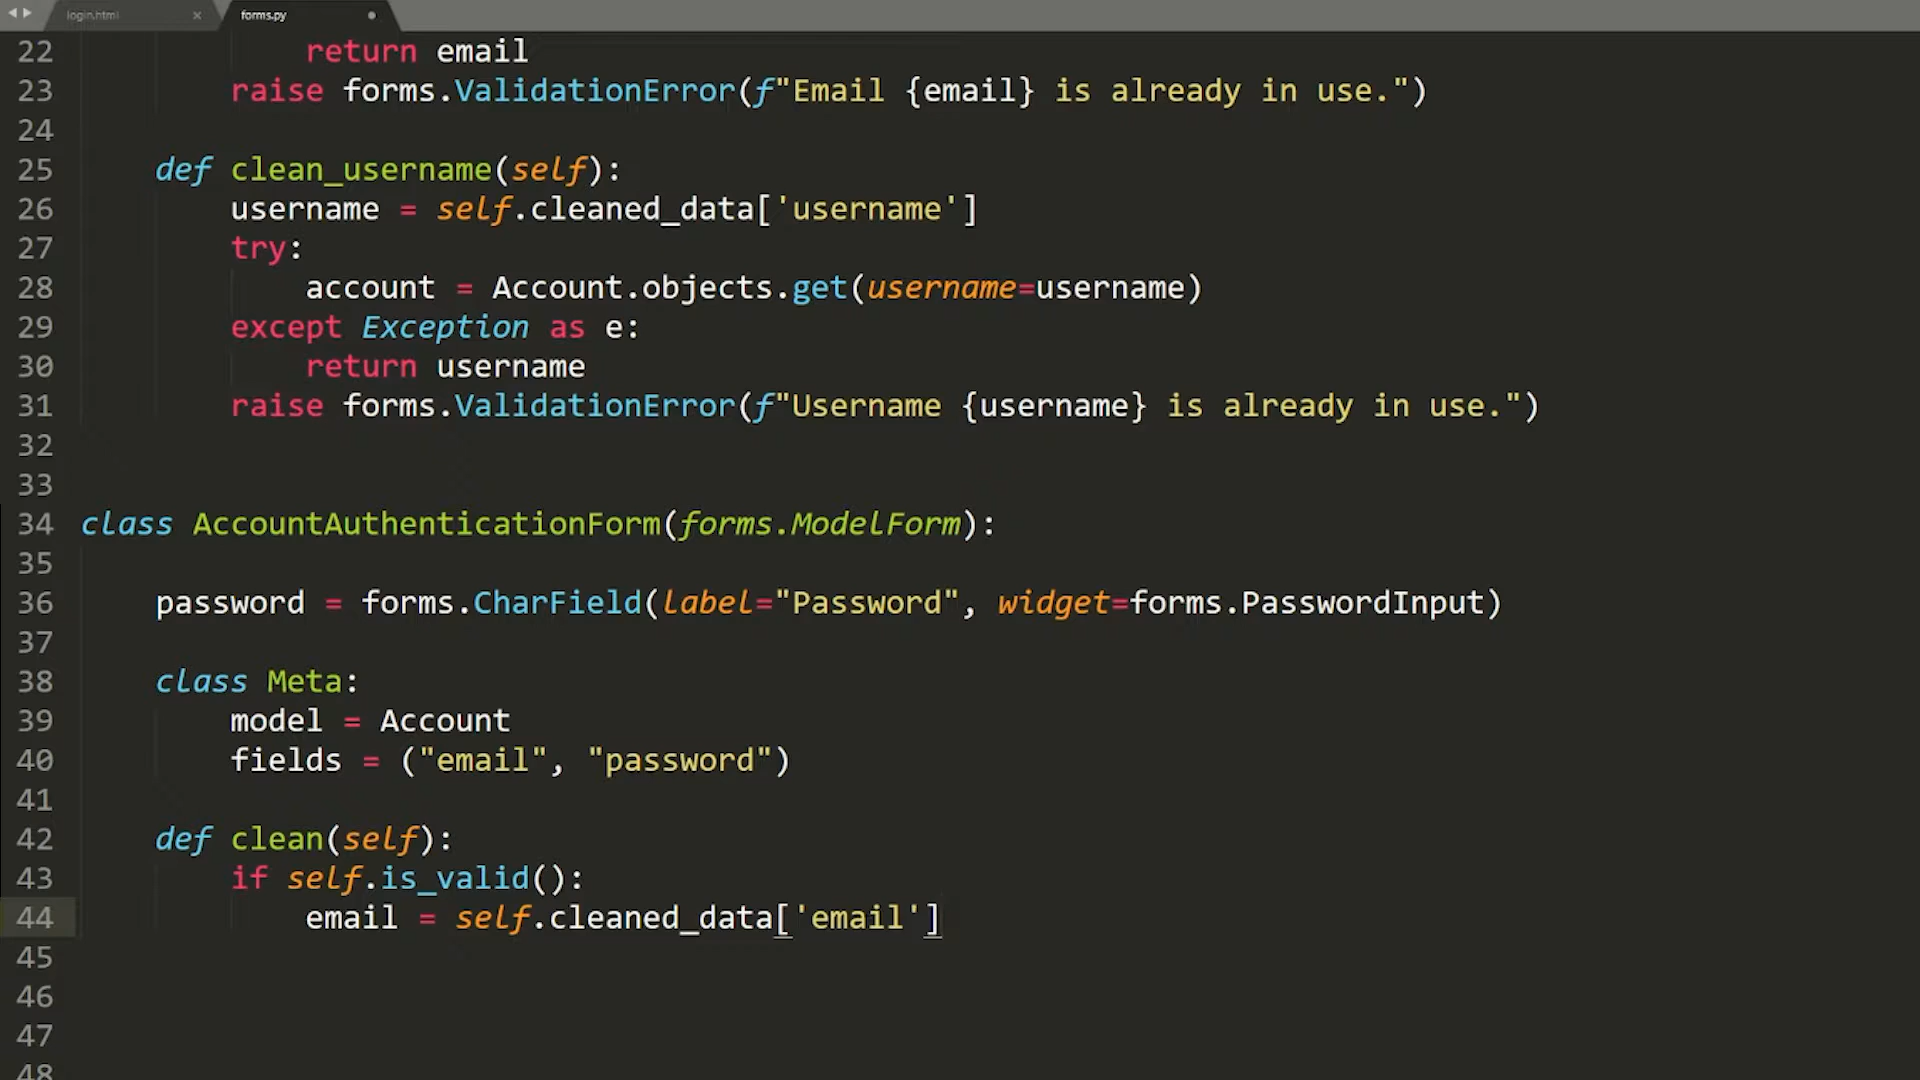 login.html × forms.py
22 return email
23 raise forms.ValidationError(f"Email {email} is already in use.")
24
25 def clean_username(self):
26 username = self.cleaned_data['username']
27 try:
28 account = Account.objects.get(username=username)
29 except Exception as e:
30 return username
31 raise forms.ValidationError(f"Username {username} is already in use.")
32
33
34 class AccountAuthenticationForm(forms.ModelForm):
35
36 password = forms.CharField(label="Password", widget=forms.PasswordInput)
37
38 class Meta:
39 model = Account
40 fields = ("email", "password")
41
42 def clean(self):
43 if self.is_valid():
44 email = self.cleaned_data['email']
45
46
47
48